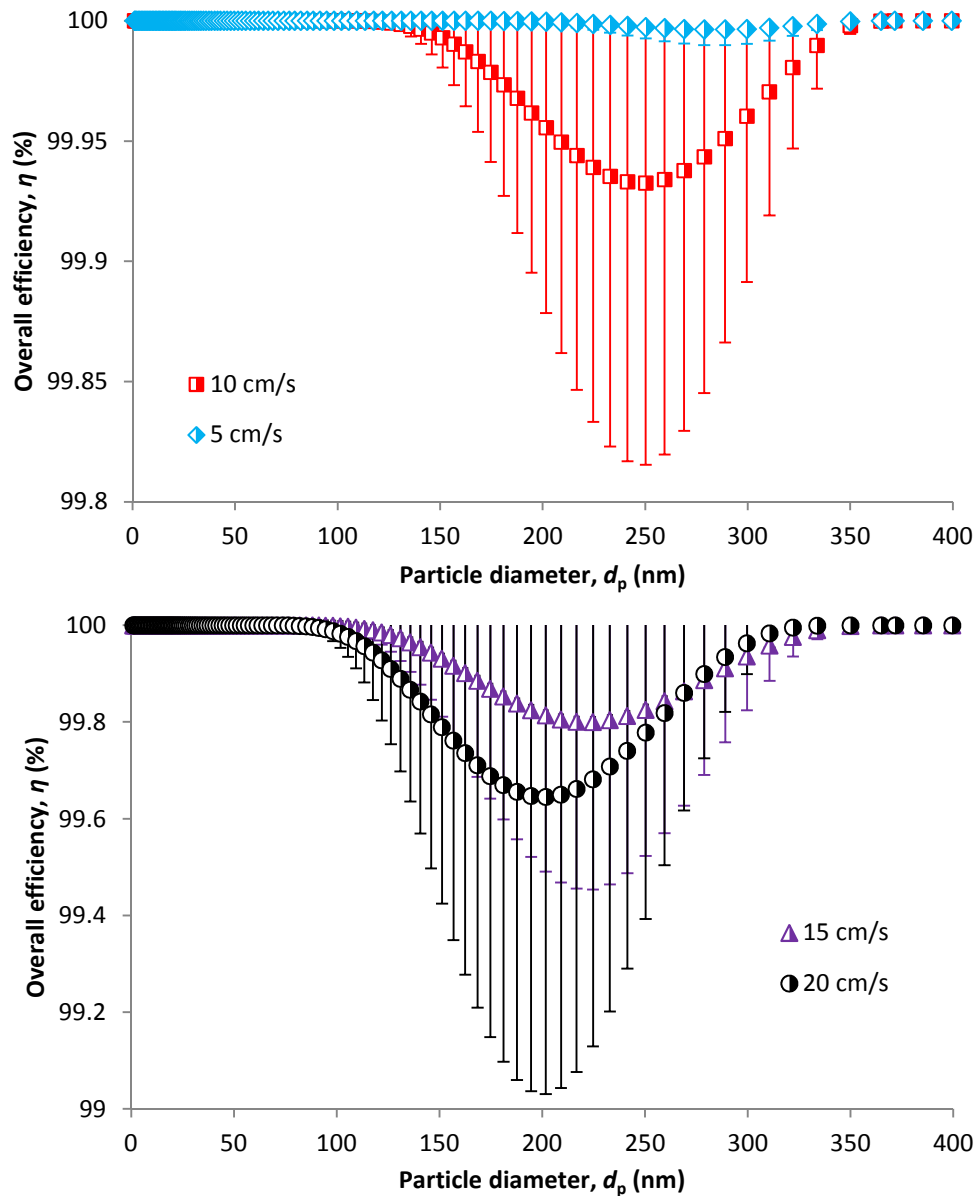 100
99.95
99.9
99.85
99.8
Overall efficiency, η (%)
10 cm/s
5 cm/s
0 50 100 150 200 250 300 350 400
Particle diameter, dp (nm)
100
99.8
99.6
99.4
99.2
99
Overall efficiency, η (%)
15 cm/s
20 cm/s
0 50 100 150 200 250 300 350 400
Particle diameter, dp (nm)